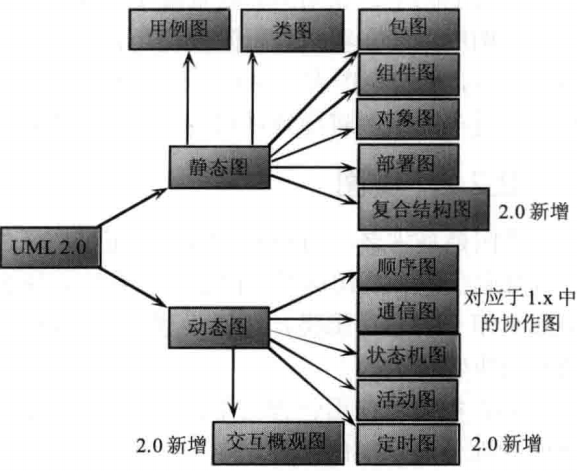 用例图
类图
包图
组件图
对象图
静态图
部署图
复合结构图
2.0 新增
UML 2.0
顺序图
对应于1.x 中
的协作图
通信图
动态图
状态机图
活动图
2.0 新增
交互概观图
定时图
2.0 新增